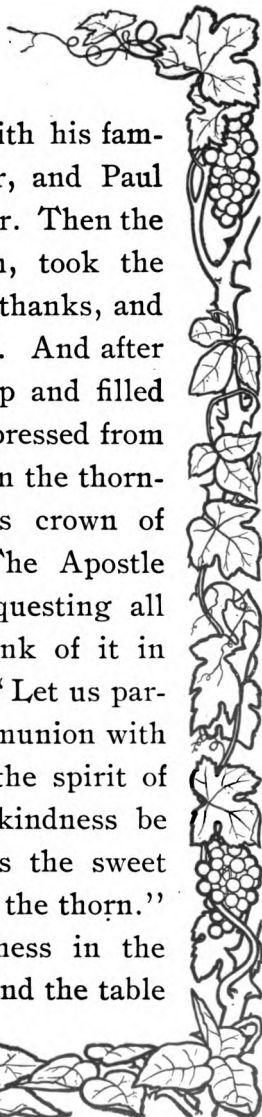 ith his fam-
r, and Paul
r. Then the
n, took the
thanks, and
. And after
p and filled
pressed from
n the thorn-
s crown of
The Apostle
questing all
nk of it in
“Let us par-
munion with
the spirit of
kindness be
s the sweet
the thorn.”
ness in the
nd the table